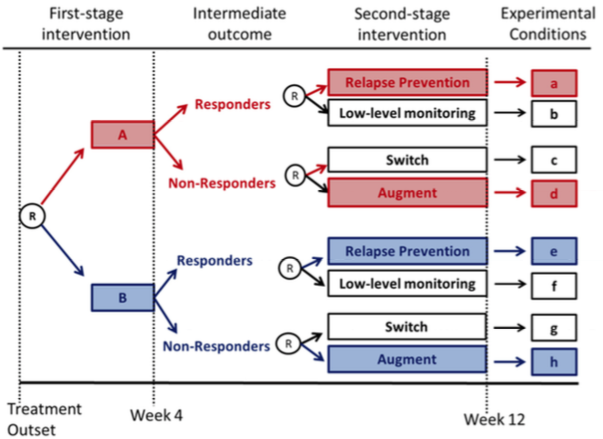 First-stage intervention
Intermediate outcome
Second-stage intervention
Experimental Conditions
R
A
Responders
R
Relapse Prevention
a
Low-level monitoring
b
Non-Responders
R
Switch
c
Augment
d
B
Responders
R
Relapse Prevention
e
Low-level monitoring
f
Non-Responders
R
Switch
g
Augment
h
Treatment Outset
Week 4
Week 12